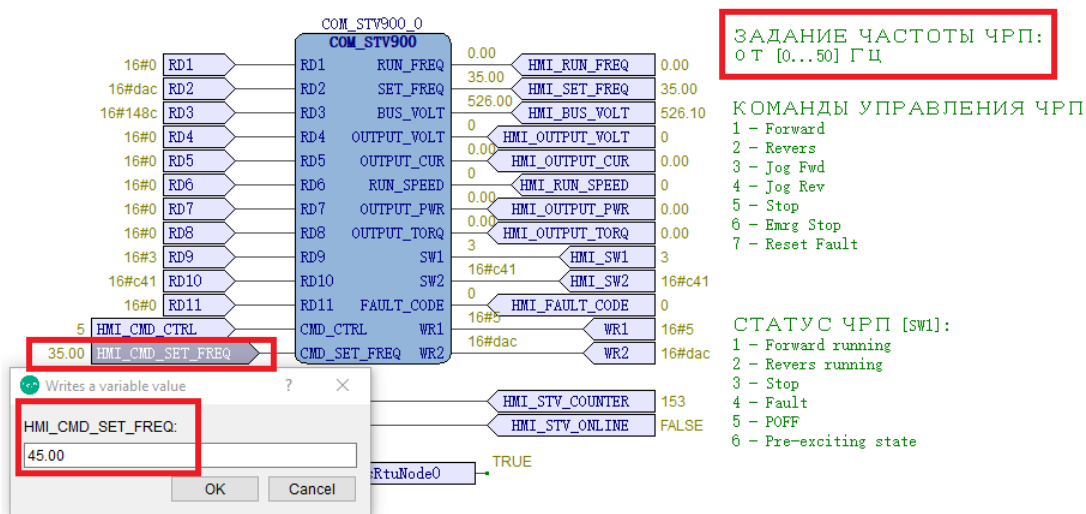 COM_STV900_0
COM_STV900
16#0 RD1 RD1 RUN_FREQ 0.00 HMI_RUN_FREQ 0.00
16#dac RD2 RD2 SET_FREQ 35.00 HMI_SET_FREQ 35.00
16#148c RD3 RD3 BUS_VOLT 526.00 HMI_BUS_VOLT 526.10
16#0 RD4 RD4 OUTPUT_VOLT 0 HMI_OUTPUT_VOLT 0
16#0 RD5 RD5 OUTPUT_CUR 0.00 HMI_OUTPUT_CUR 0.00
16#0 RD6 RD6 RUN_SPEED 0 HMI_RUN_SPEED 0
16#0 RD7 RD7 OUTPUT_PWR 0.00 HMI_OUTPUT_PWR 0.00
16#0 RD8 RD8 OUTPUT_TORQ 0.00 HMI_OUTPUT_TORQ 0.00
16#3 RD9 RD9 SW1 3 HMI_SW1 3
16#c41 RD10 RD10 SW2 16#c41 HMI_SW2 16#c41
16#0 RD11 RD11 FAULT_CODE 0 HMI_FAULT_CODE 0
5 HMI_CMD_CTRL CMD_CTRL WR1 16#5 WR1 16#5
35.00 HMI_CMD_SET_FREQ CMD_SET_FREQ WR2 16#dac WR2 16#dac
HMI_STV_COUNTER 153
HMI_STV_ONLINE FALSE
sRtuNode0 TRUE
Writes a variable value ? ×
HMI_CMD_SET_FREQ:
45.00
OK Cancel
ЗАДАНИЕ ЧАСТОТЫ ЧРП:
от [0...50] Гц
КОМАНДЫ УПРАВЛЕНИЯ ЧРП
1 - Forward
2 - Revers
3 - Jog Fwd
4 - Jog Rev
5 - Stop
6 - Emrg Stop
7 - Reset Fault
СТАТУС ЧРП [SW1]:
1 - Forward running
2 - Revers running
3 - Stop
4 - Fault
5 - POFF
6 - Pre-exciting state